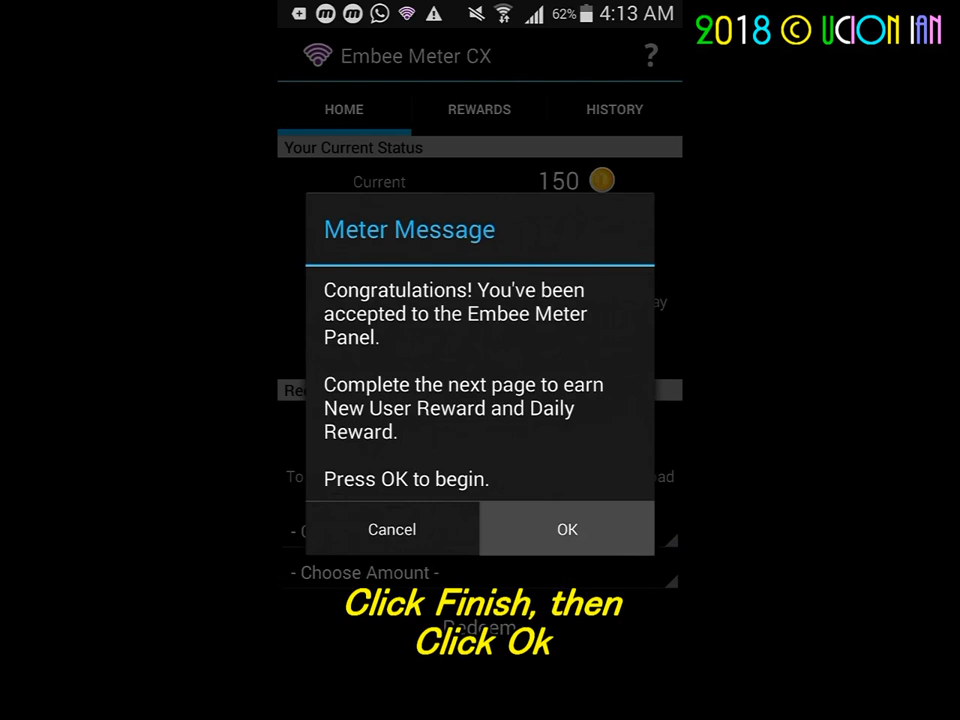 62% 4:13 AM
2018 © UCION IAN
Embee Meter CX ?
HOME REWARDS HISTORY
Your Current Status
Current 150
Meter Message
Congratulations! You've been
accepted to the Embee Meter
Panel.
Complete the next page to earn
New User Reward and Daily
Reward.
Press OK to begin.
Cancel OK
- Choose Amount -
Redeem
Click Finish, then
Click Ok